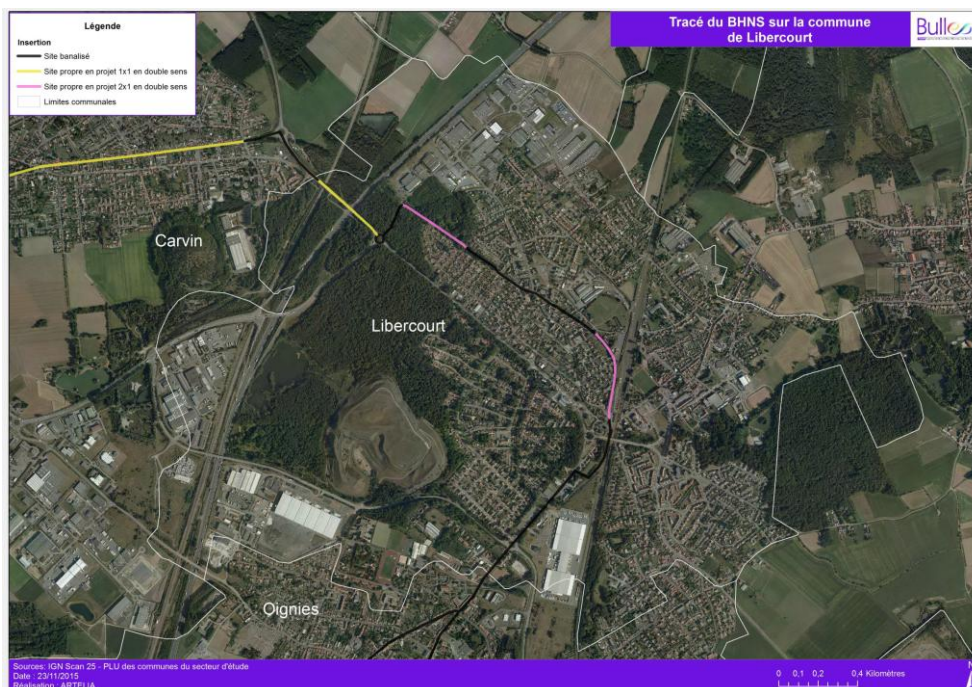 Légende
Insertion
Site banalisé
Site propre en projet 1x1 en double sens
Site propre en projet 2x1 en double sens
Limites communales
Tracé du BHNS sur la commune
de Libercourt
Carvin
Libercourt
Oignies
Sources: IGN Scan 25 - PLU des communes du secteur d'étude
Date : 23/11/2015
Réalisation : ARTELIA
0 0,1 0,2 0,4 Kilomètres